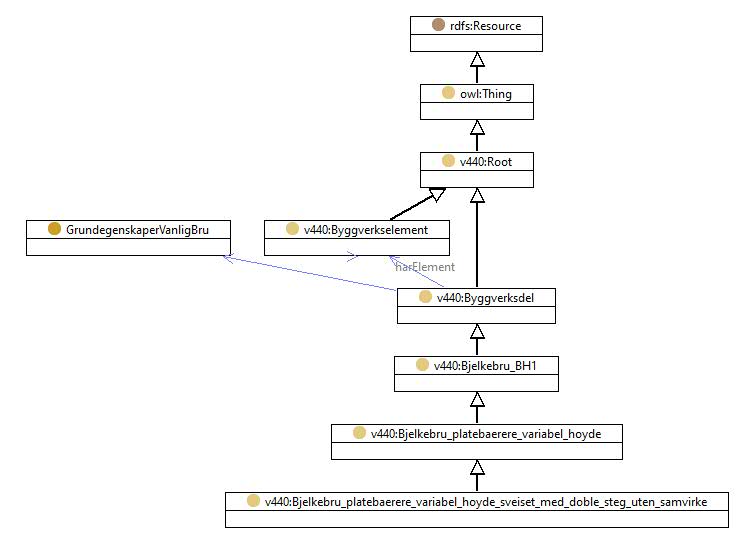 rdfs:Resource
owl:Thing
v440:Root
GrundegenskaperVanligBru
v440:Byggverkselement
harElement
v440:Byggverksdel
v440:Bjelkebru_BH1
v440:Bjelkebru_platebaerere_variabel_hoyde
v440:Bjelkebru_platebaerere_variabel_hoyde_sveiset_med_doble_steg_uten_samvirke